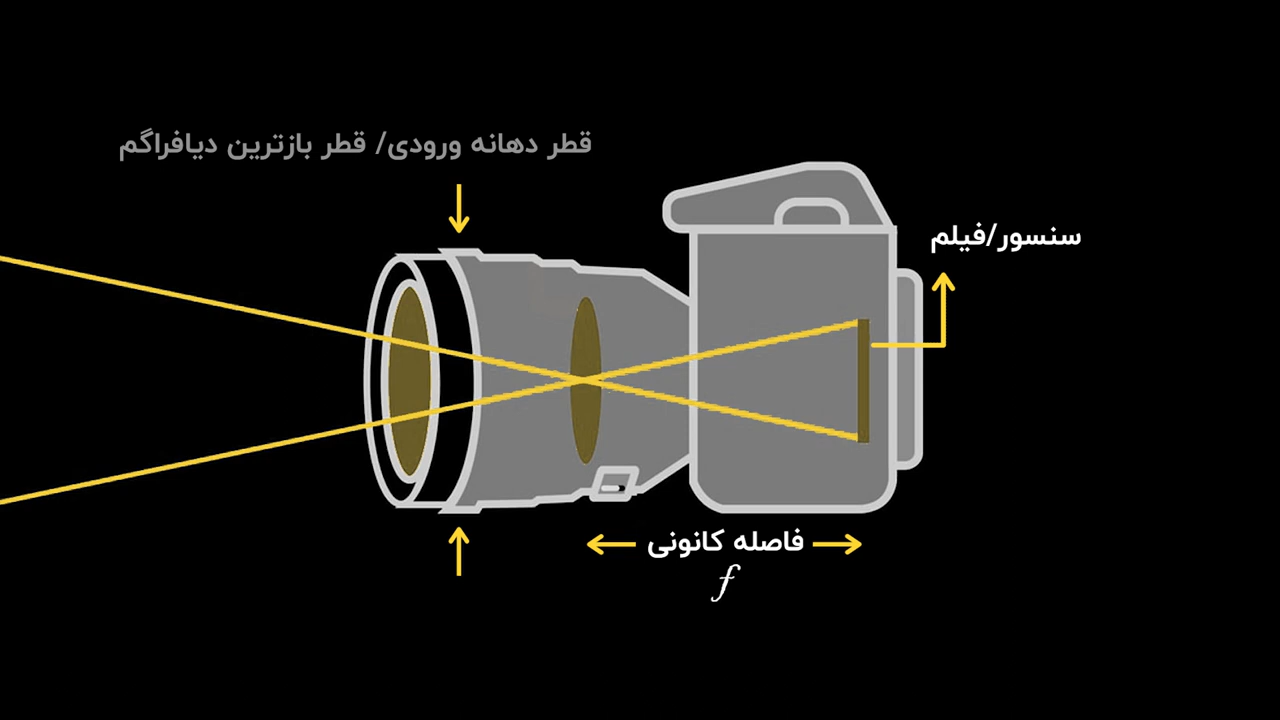 قطر دهانه ورودی/ قطر بازترین دیافراگم
سنسور/فیلم
فاصله کانونی
f